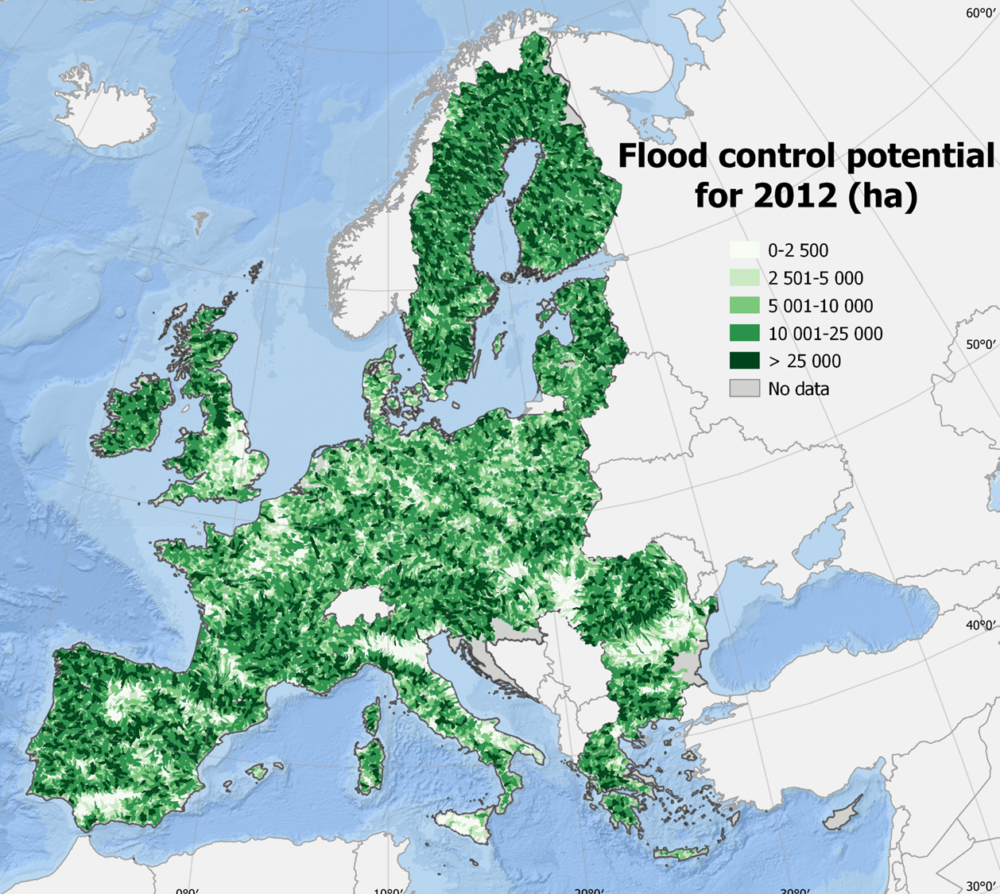 60°0′
Flood control potential
for 2012 (ha)
0-2 500
2 501-5 000
5 001-10 000
10 001-25 000
> 25 000
No data
50°0′
40°0′
30°0′
0°0′
10°0′
20°0′
30°0′